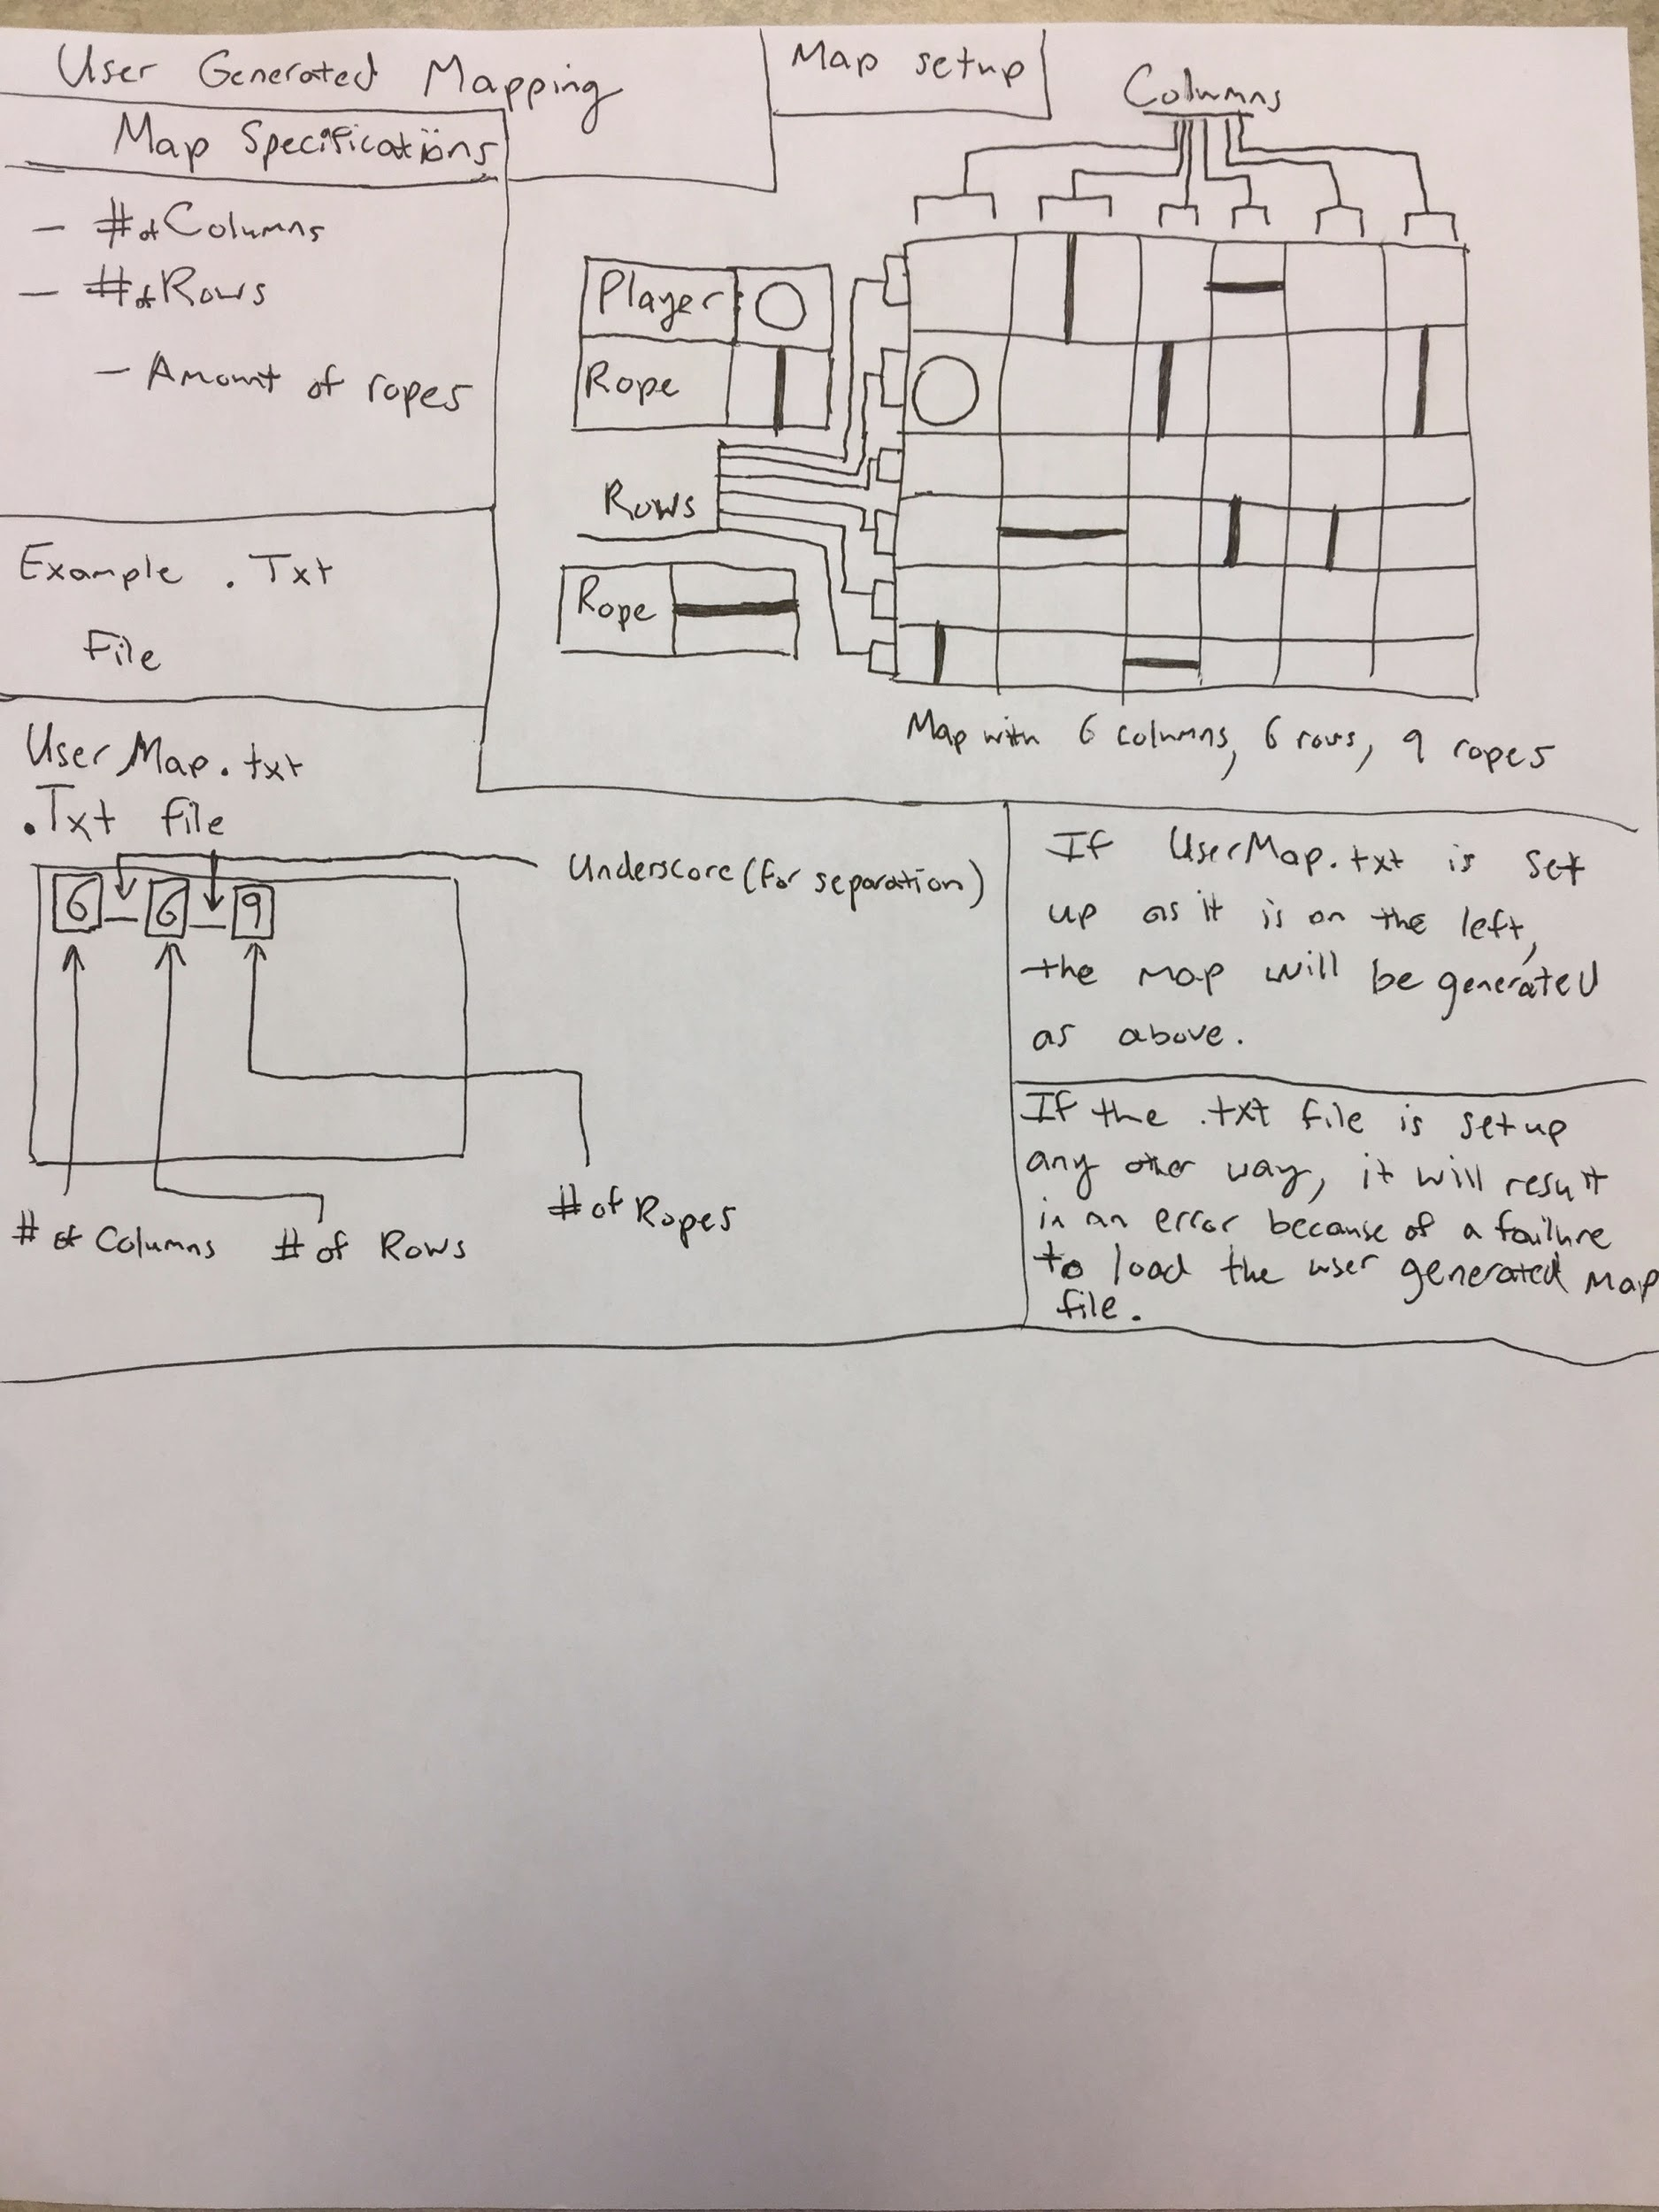 User Generated Mapping
Map Specifications
- # of Columns
- # of Rows
- Amount of ropes
Map setup
Columns
Player:
Rope
Rows
Rope
Map with 6 columns, 6 rows, 9 ropes
Example .Txt
File
UserMap.txt
.Txt file
6_6_9
Underscore (for separation)
# of Columns
# of Rows
# of Ropes
If UserMap.txt is set
up as it is on the left,
the map will be generated
as above.
If the .txt file is setup
any other way, it will result
in an error because of a failure
to load the user generated map
file.